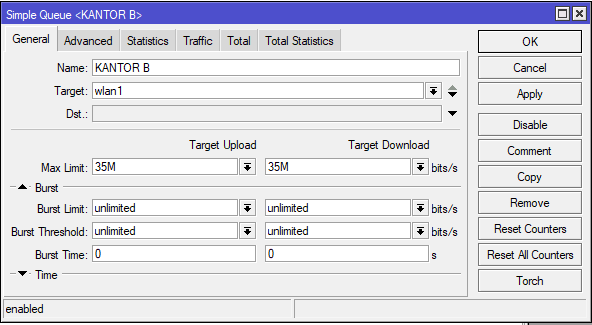 Simple Queue <KANTOR B>
General Advanced Statistics Traffic Total Total Statistics
Name: KANTOR B
Target: wlan1
Dst.:
Target Upload Target Download
Max Limit: 35M 35M bits/s
Burst
Burst Limit: unlimited unlimited bits/s
Burst Threshold: unlimited unlimited bits/s
Burst Time: 0 0 s
Time
enabled
OK
Cancel
Apply
Disable
Comment
Copy
Remove
Reset Counters
Reset All Counters
Torch